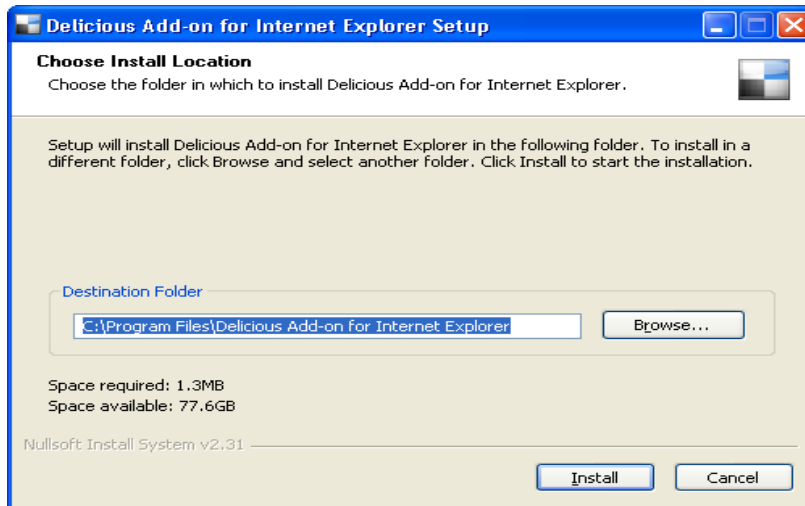 Delicious Add-on for Internet Explorer Setup
Choose Install Location
Choose the folder in which to install Delicious Add-on for Internet Explorer.
Setup will install Delicious Add-on for Internet Explorer in the following folder. To install in a
different folder, click Browse and select another folder. Click Install to start the installation.
Destination Folder
C:\Program Files\Delicious Add-on for Internet Explorer
Browse...
Space required: 1.3MB
Space available: 77.6GB
Nullsoft Install System v2.31
Install
Cancel